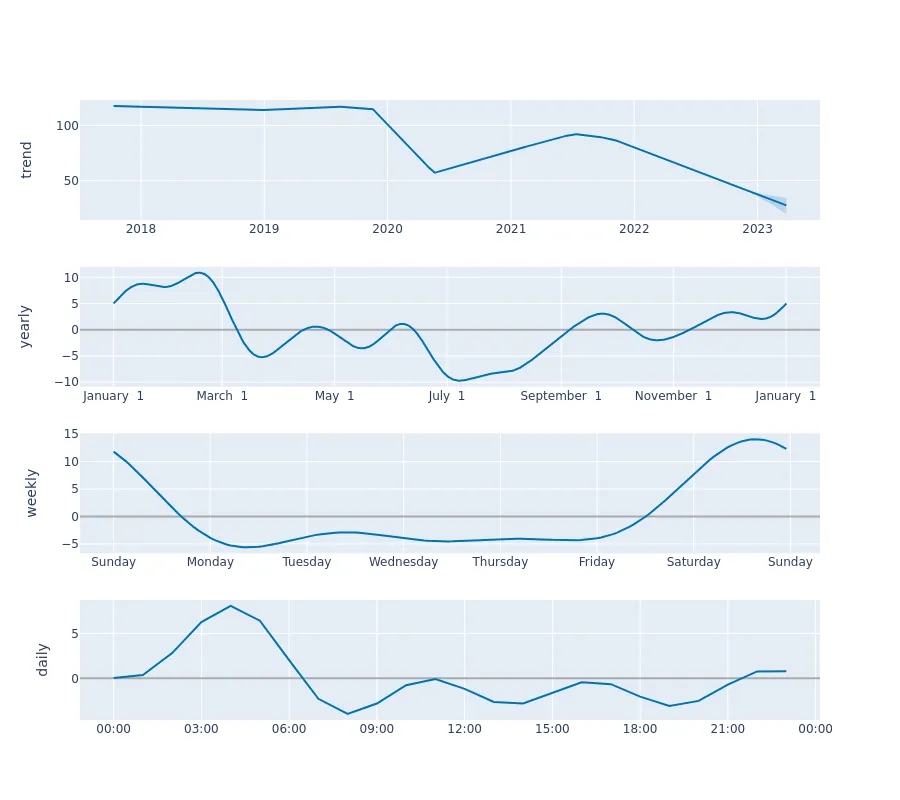 trend
100
50
2018 2019 2020 2021 2022 2023
yearly
10
5
0
−5
−10
January 1 March 1 May 1 July 1 September 1 November 1 January 1
weekly
15
10
5
0
−5
Sunday Monday Tuesday Wednesday Thursday Friday Saturday Sunday
daily
5
0
00:00 03:00 06:00 09:00 12:00 15:00 18:00 21:00 00:00